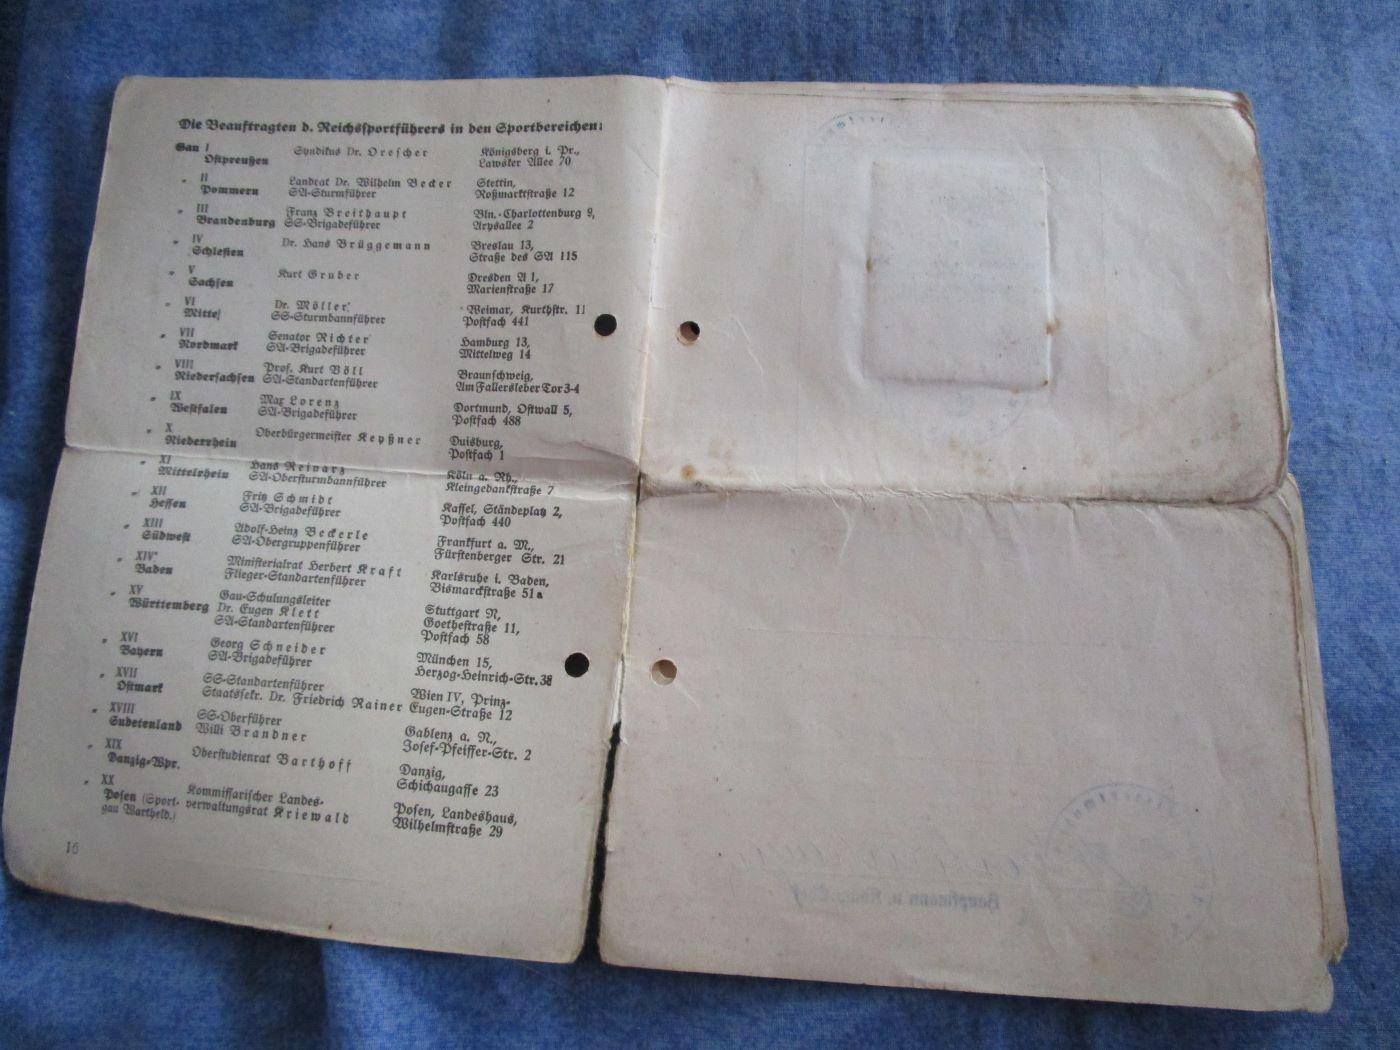 Die Beauftragten d. Reichssportführers in den Sportbereichen:
Gau I Syndikus Dr. Drescher Königsberg i. Pr.,
Ostpreußen Lawsker Allee 70
„ II Landrat Dr. Wilhelm Becker Stettin,
Pommern SA-Sturmführer Roßmarktstraße 12
„ III Franz Breithaupt Bln.-Charlottenburg 9,
Brandenburg SS-Brigadeführer Arysallee 2
„ IV Dr. Hans Brüggemann Breslau 13,
Schlesien Straße des SA 115
„ V Kurt Gruber Dresden A 1,
Sachsen Marienstraße 17
„ VI Dr. Möller Weimar, Kurthstr. 11
Mitte SS-Sturmbannführer Postfach 441
„ VII Senator Richter Hamburg 13,
Nordmark SA-Brigadeführer Mittelweg 14
„ VIII Prof. Kurt Böll Braunschweig,
Niedersachsen SA-Standartenführer Am Fallersleber Tor 3-4
„ IX Max Lorenz Dortmund, Ostwall 5,
Westfalen SA-Brigadeführer Postfach 488
„ X Oberbürgermeister Keyßner Duisburg,
Niederrhein Postfach 1
„ XI Hans Reinarz Köln a. Rh.,
Mittelrhein SA-Obersturmbannführer Kleingedankstraße 7
„ XII Fritz Schmidt Kassel, Ständeplatz 2,
Hessen SA-Brigadeführer Postfach 440
„ XIII Adolf-Heinz Beckerle Frankfurt a. M.,
Südwest SA-Obergruppenführer Fürstenberger Str. 21
„ XIV Ministerialrat Herbert Kraft Karlsruhe i. Baden,
Baden Flieger-Standartenführer Bismarckstraße 51a
„ XV Gau-Schulungsleiter Stuttgart N,
Württemberg Dr. Eugen Klett Goethestraße 11,
SA-Standartenführer Postfach 58
„ XVI Georg Schneider München 15,
Bayern SA-Brigadeführer Herzog-Heinrich-Str. 38
„ XVII SS-Standartenführer Wien IV, Prinz-
Ostmark Staatssekr. Dr. Friedrich Rainer Eugen-Straße 12
„ XVIII SS-Oberführer Gablenz a. N.,
Sudetenland Willi Brandner Josef-Pfeiffer-Str. 2
„ XIX Oberstudienrat Barthoff Danzig,
Danzig-Wpr. Schichaugasse 23
„ XX Kommissarischer Landes- Posen, Landeshaus,
Posen (Sport- verwaltungsrat Kriewald Wilhelmstraße 29
gau Warthelд.)
16
Hauptmann u.